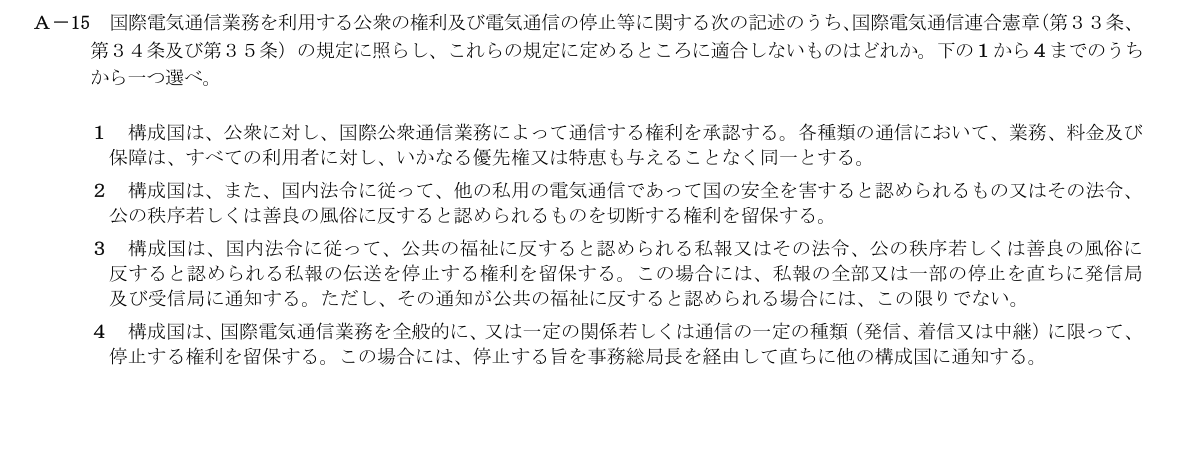 A－15　国際電気通信業務を利用する公衆の権利及び電気通信の停止等に関する次の記述のうち、国際電気通信連合憲章（第３３条、
第３４条及び第３５条）の規定に照らし、これらの規定に定めるところに適合しないものはどれか。下の1から4までのうち
から一つ選べ。
1　構成国は、公衆に対し、国際公衆通信業務によって通信する権利を承認する。各種類の通信において、業務、料金及び
保障は、すべての利用者に対し、いかなる優先権又は特恵も与えることなく同一とする。
2　構成国は、また、国内法令に従って、他の私用の電気通信であって国の安全を害すると認められるもの又はその法令、
公の秩序若しくは善良の風俗に反すると認められるものを切断する権利を留保する。
3　構成国は、国内法令に従って、公共の福祉に反すると認められる私報又はその法令、公の秩序若しくは善良の風俗に
反すると認められる私報の伝送を停止する権利を留保する。この場合には、私報の全部又は一部の停止を直ちに発信局
及び受信局に通知する。ただし、その通知が公共の福祉に反すると認められる場合には、この限りでない。
4　構成国は、国際電気通信業務を全般的に、又は一定の関係若しくは通信の一定の種類（発信、着信又は中継）に限って、
停止する権利を留保する。この場合には、停止する旨を事務総局長を経由して直ちに他の構成国に通知する。